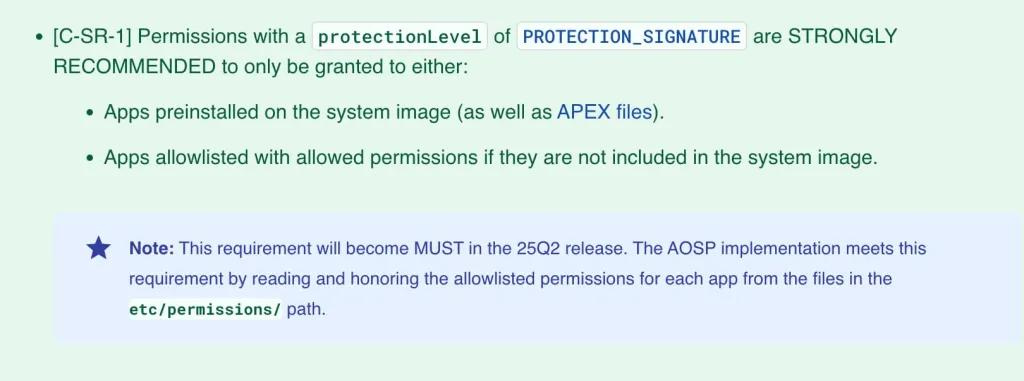 • [C-SR-1] Permissions with a protectionLevel of PROTECTION_SIGNATURE are STRONGLY
RECOMMENDED to only be granted to either:
• Apps preinstalled on the system image (as well as APEX files).
• Apps allowlisted with allowed permissions if they are not included in the system image.
Note: This requirement will become MUST in the 25Q2 release. The AOSP implementation meets this
requirement by reading and honoring the allowlisted permissions for each app from the files in the
etc/permissions/ path.